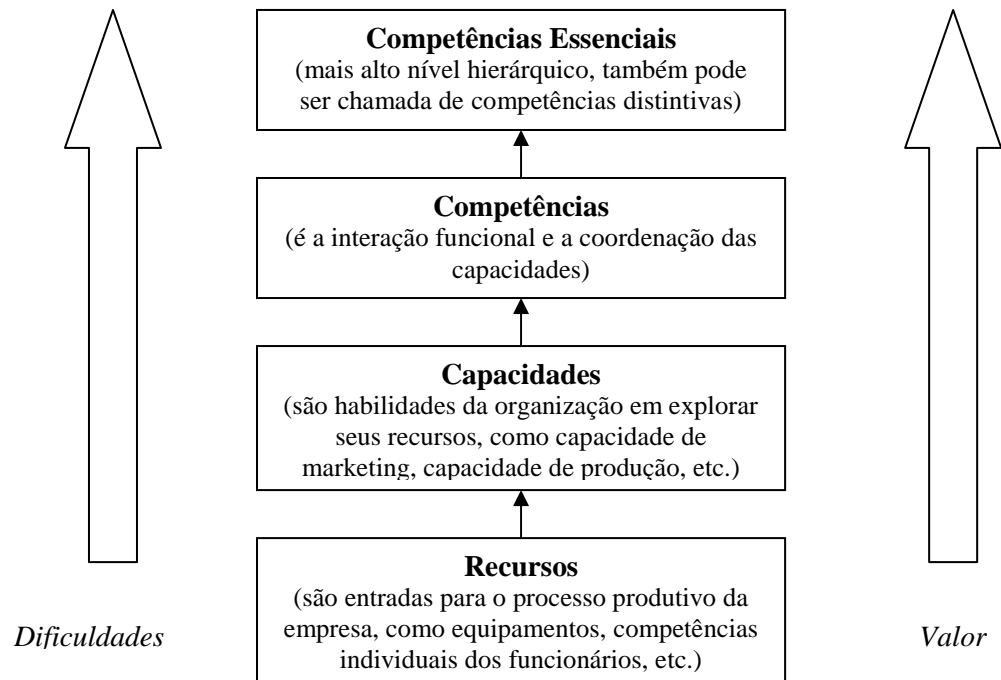 Competências Essenciais
(mais alto nível hierárquico, também pode
ser chamada de competências distintivas)
Competências
(é a interação funcional e a coordenação das
capacidades)
Capacidades
(são habilidades da organização em explorar
seus recursos, como capacidade de
marketing, capacidade de produção, etc.)
Recursos
(são entradas para o processo produtivo da
empresa, como equipamentos, competências
individuais dos funcionários, etc.)
Dificuldades
Valor